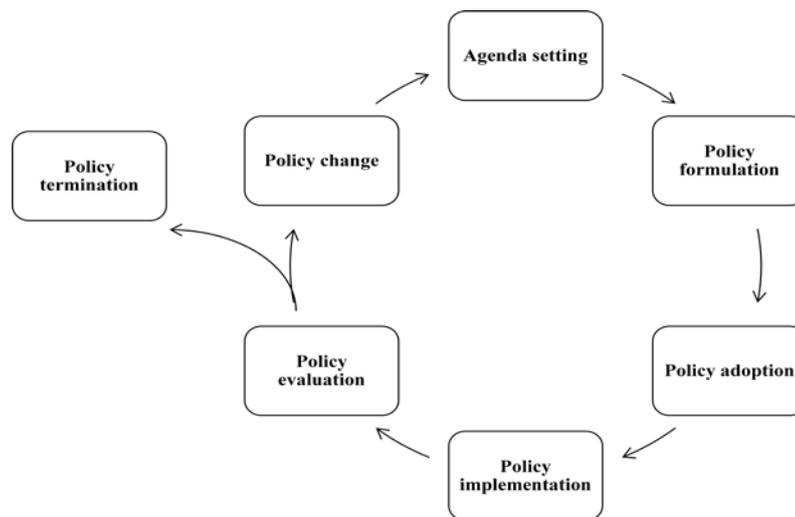 Agenda setting
Policy
formulation
Policy adoption
Policy
implementation
Policy
evaluation
Policy change
Policy
termination